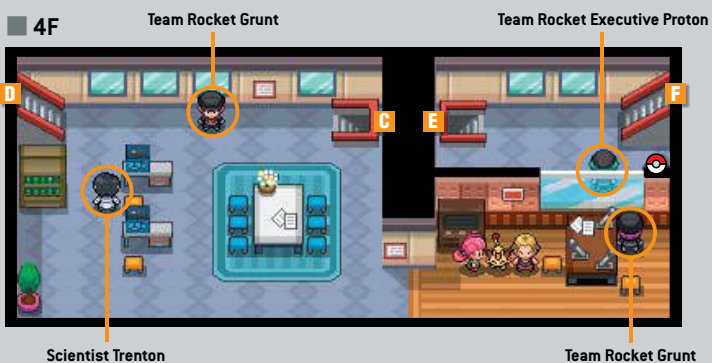 4F
Team Rocket Grunt
Team Rocket Executive Proton
D
C
E
F
Scientist Trenton
Team Rocket Grunt